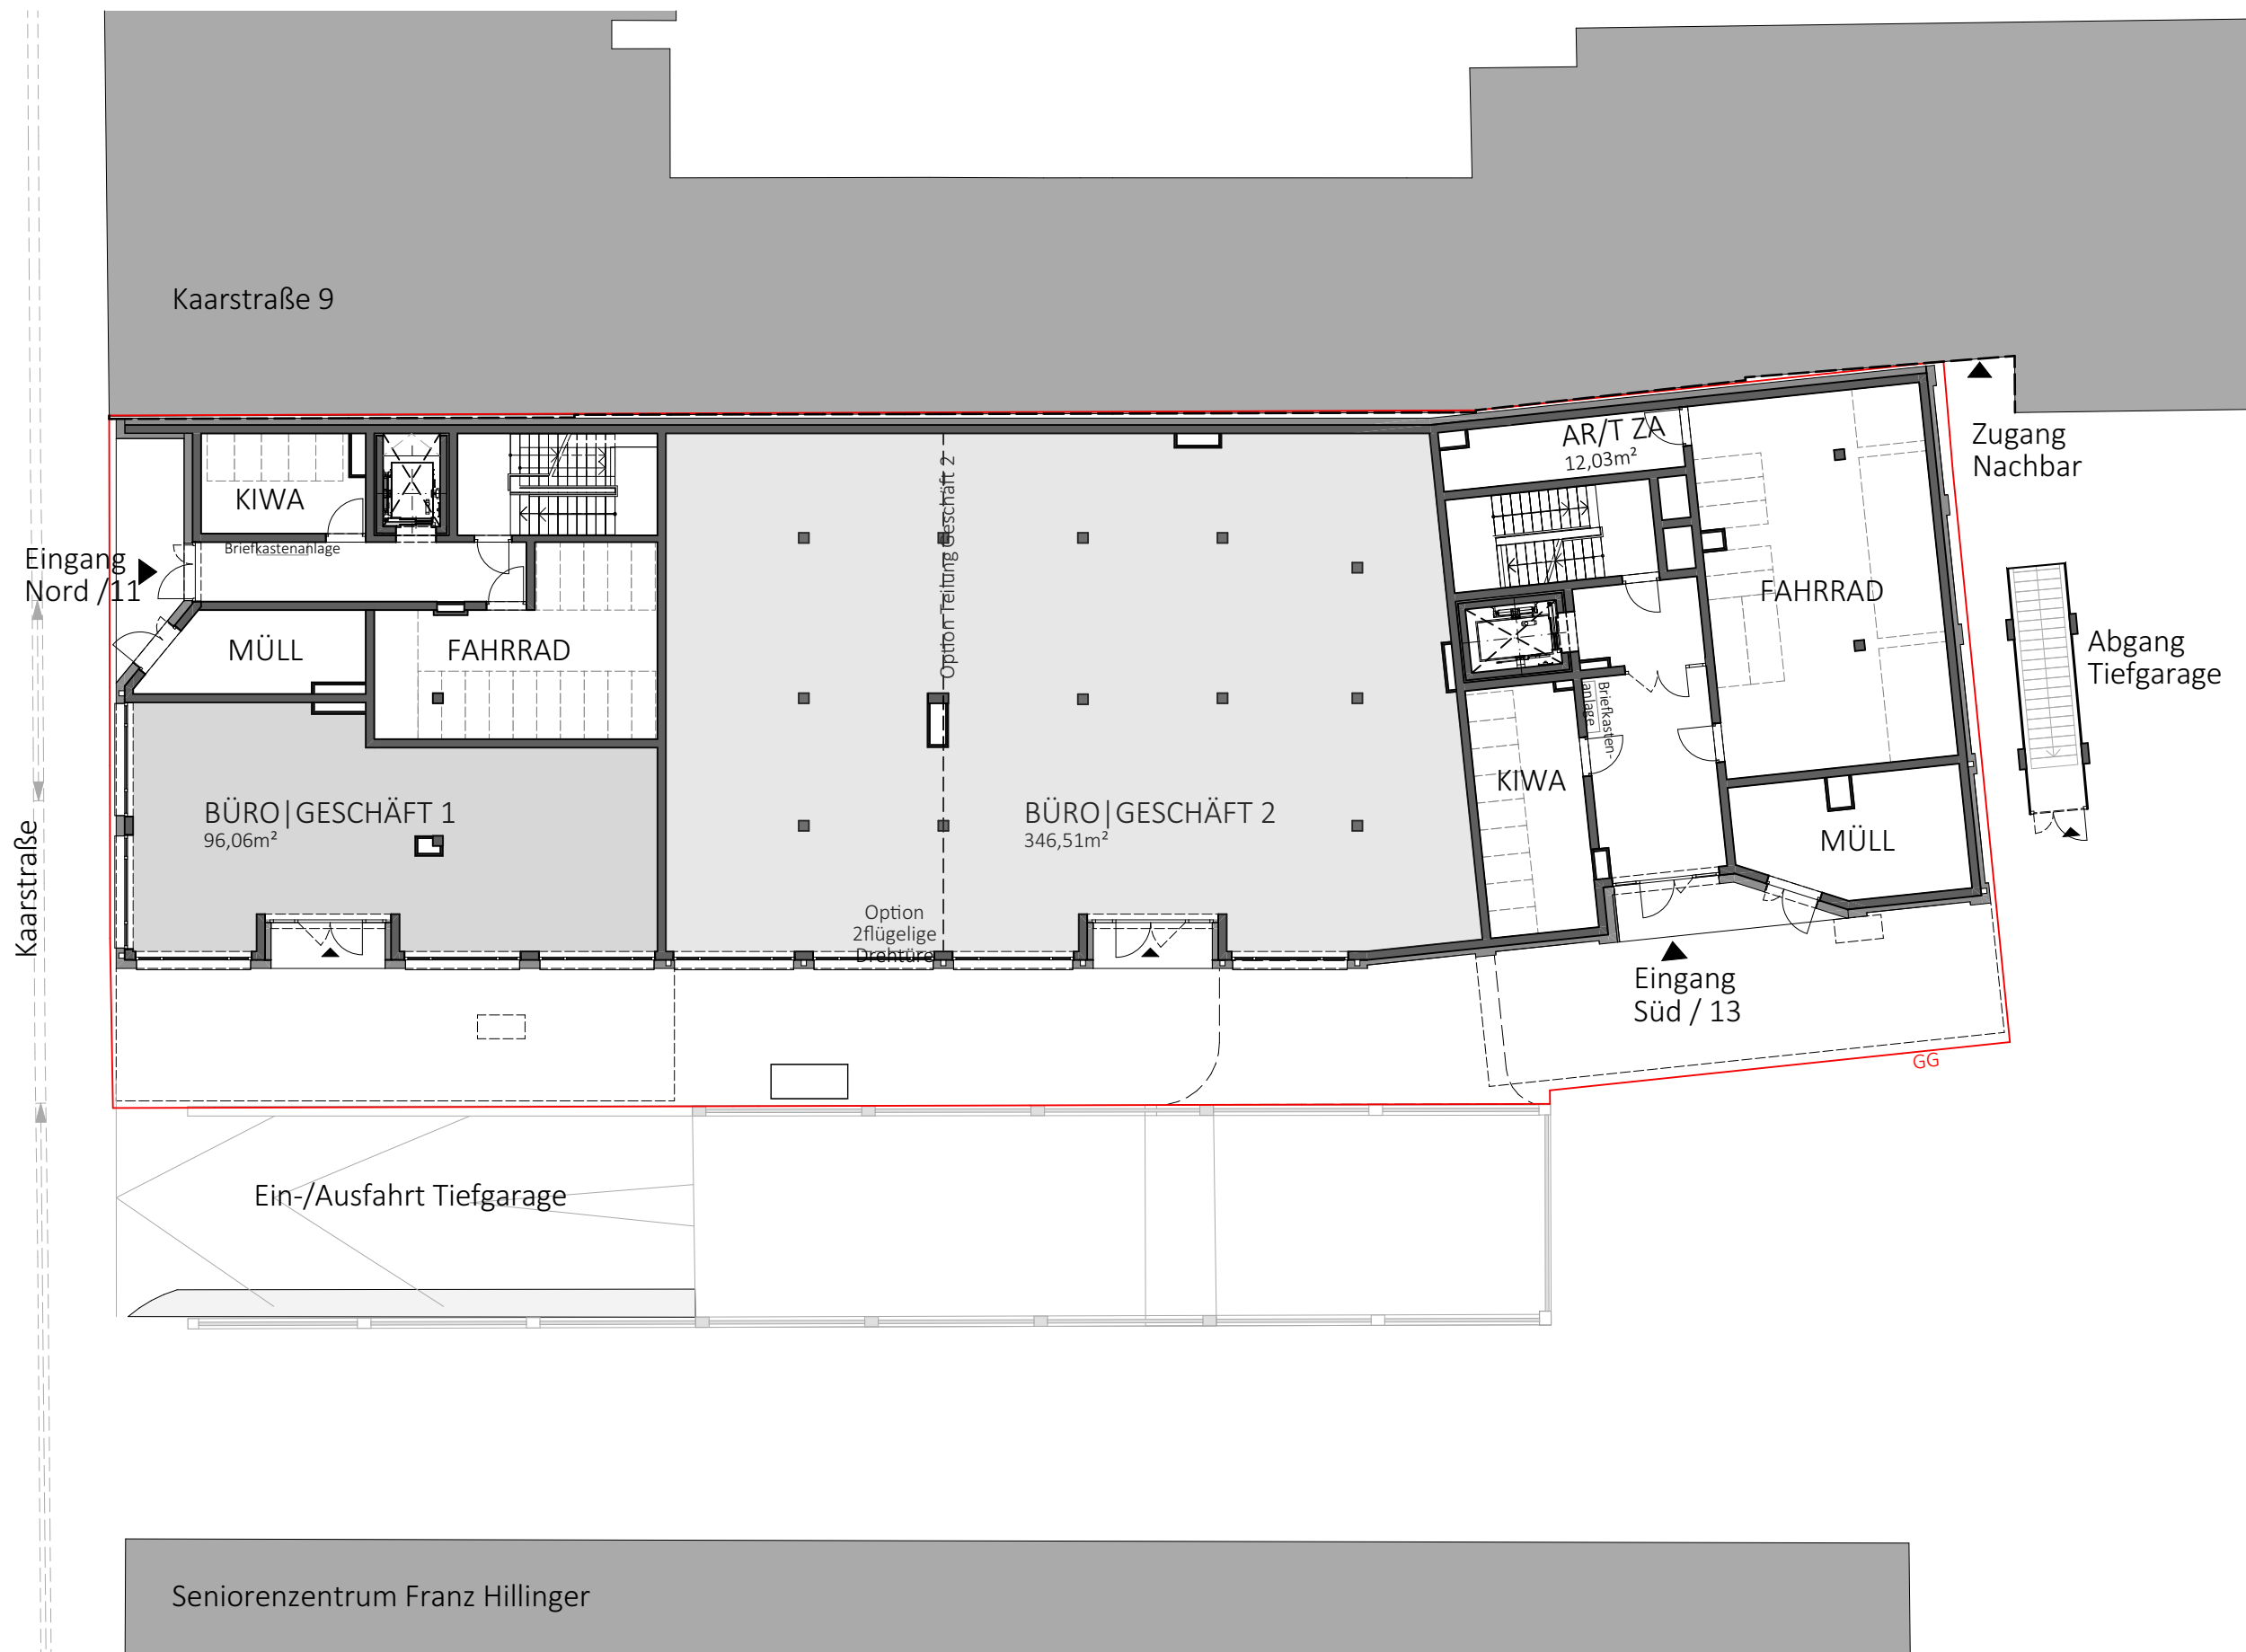 Kaarstraße 9
Zugang
Nachbar
AR/T ZA
12,03m²
KIWA
Option Teilung Geschäft 2
Briefkastenanlage
Eingang
Nord /11
MÜLL
FAHRRAD
FAHRRAD
Abgang
Tiefgarage
Briefkasten-
anlage
KIWA
BÜRO|GESCHÄFT 1
96,06m²
BÜRO|GESCHÄFT 2
346,51m²
MÜLL
Kaarstraße
Option
2flügelige
Drehtüre
Eingang
Süd / 13
GG
Ein-/Ausfahrt Tiefgarage
Seniorenzentrum Franz Hillinger